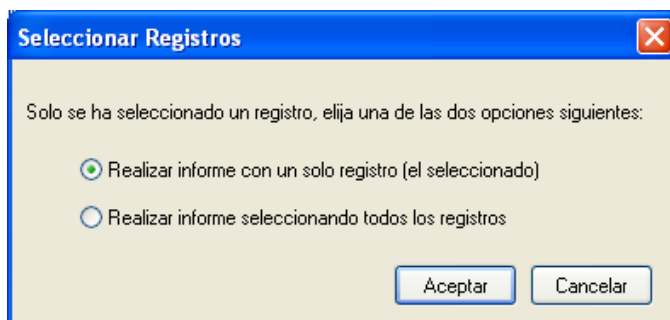 Seleccionar Registros
Solo se ha seleccionado un registro, elija una de las dos opciones siguientes:
Realizar informe con un solo registro (el seleccionado)
Realizar informe seleccionando todos los registros
Aceptar Cancelar